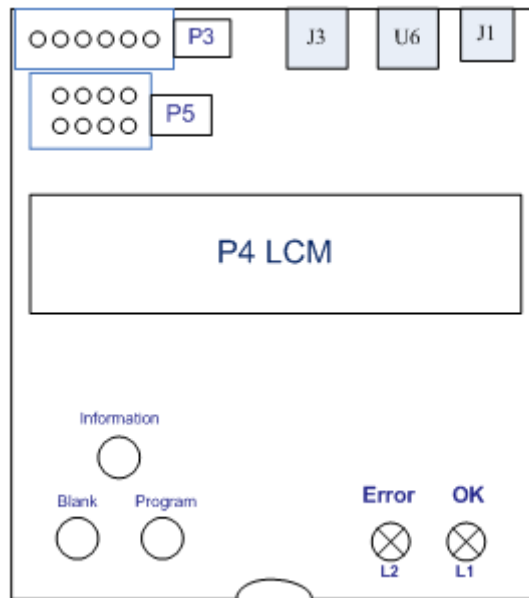 P3
J3
U6
J1
P5
P4 LCM
Information
Blank
Program
Error
OK
L2
L1